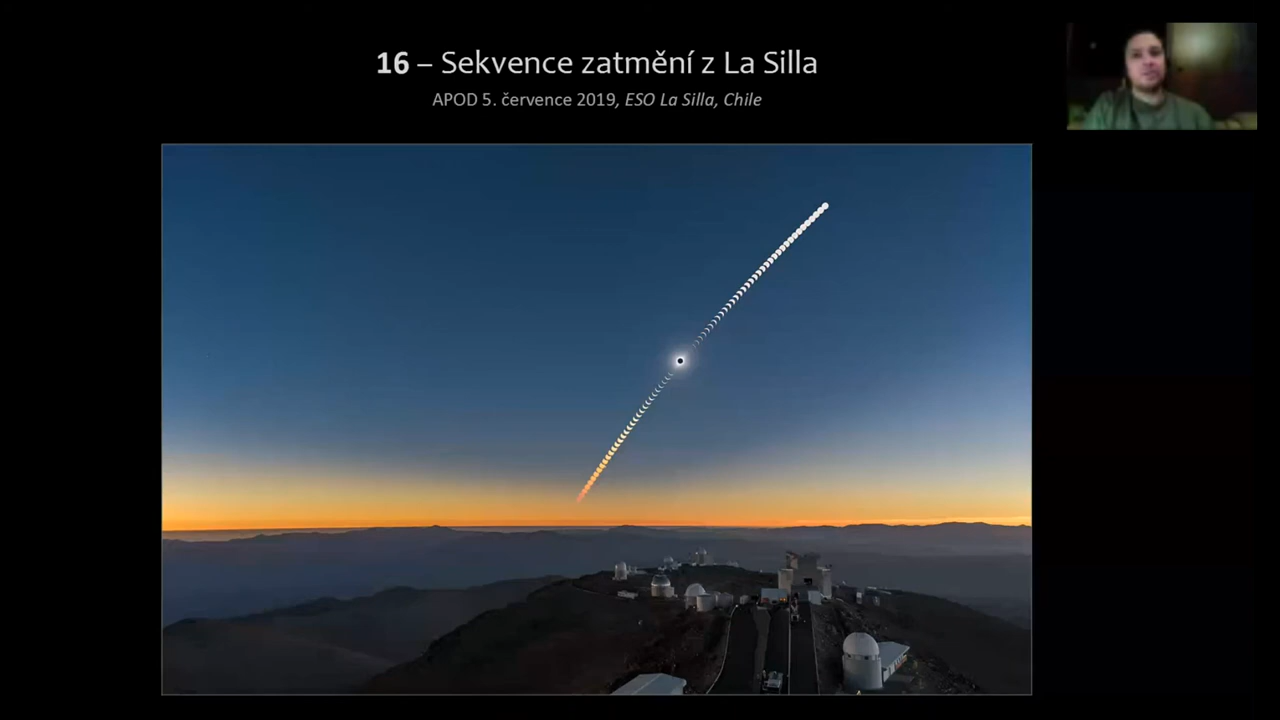 16 – Sekvence zatmění z La Silla
APOD 5. července 2019, ESO La Silla, Chile